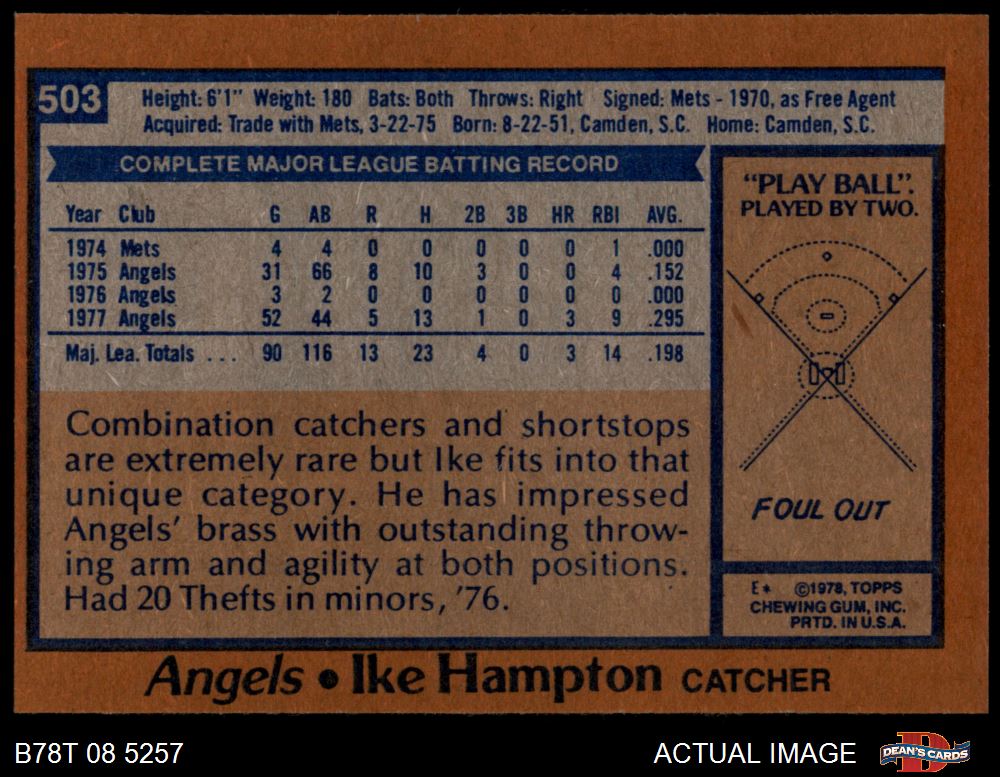 503
Height: 6'1" Weight: 180 Bats: Both Throws: Right Signed: Mets - 1970, as Free Agent
Acquired: Trade with Mets, 3-22-75 Born: 8-22-51, Camden, S.C. Home: Camden, S.C.
COMPLETE MAJOR LEAGUE BATTING RECORD
Year Club G AB R H 2B 3B HR RBI AVG.
1974 Mets 4 4 0 0 0 0 0 1 .000
1975 Angels 31 66 8 10 3 0 0 4 .152
1976 Angels 3 2 0 0 0 0 0 0 .000
1977 Angels 52 44 5 13 1 0 3 9 .295
Maj. Lea. Totals ... 90 116 13 23 4 0 3 14 .198
Combination catchers and shortstops
are extremely rare but Ike fits into that
unique category. He has impressed
Angels' brass with outstanding throw-
ing arm and agility at both positions.
Had 20 Thefts in minors, '76.
"PLAY BALL".
PLAYED BY TWO.
FOUL OUT
E* ©1978, TOPPS
CHEWING GUM, INC.
PRTD. IN U.S.A.
Angels • Ike Hampton CATCHER
B78T 08 5257
ACTUAL IMAGE
D
DEAN'S CARDS